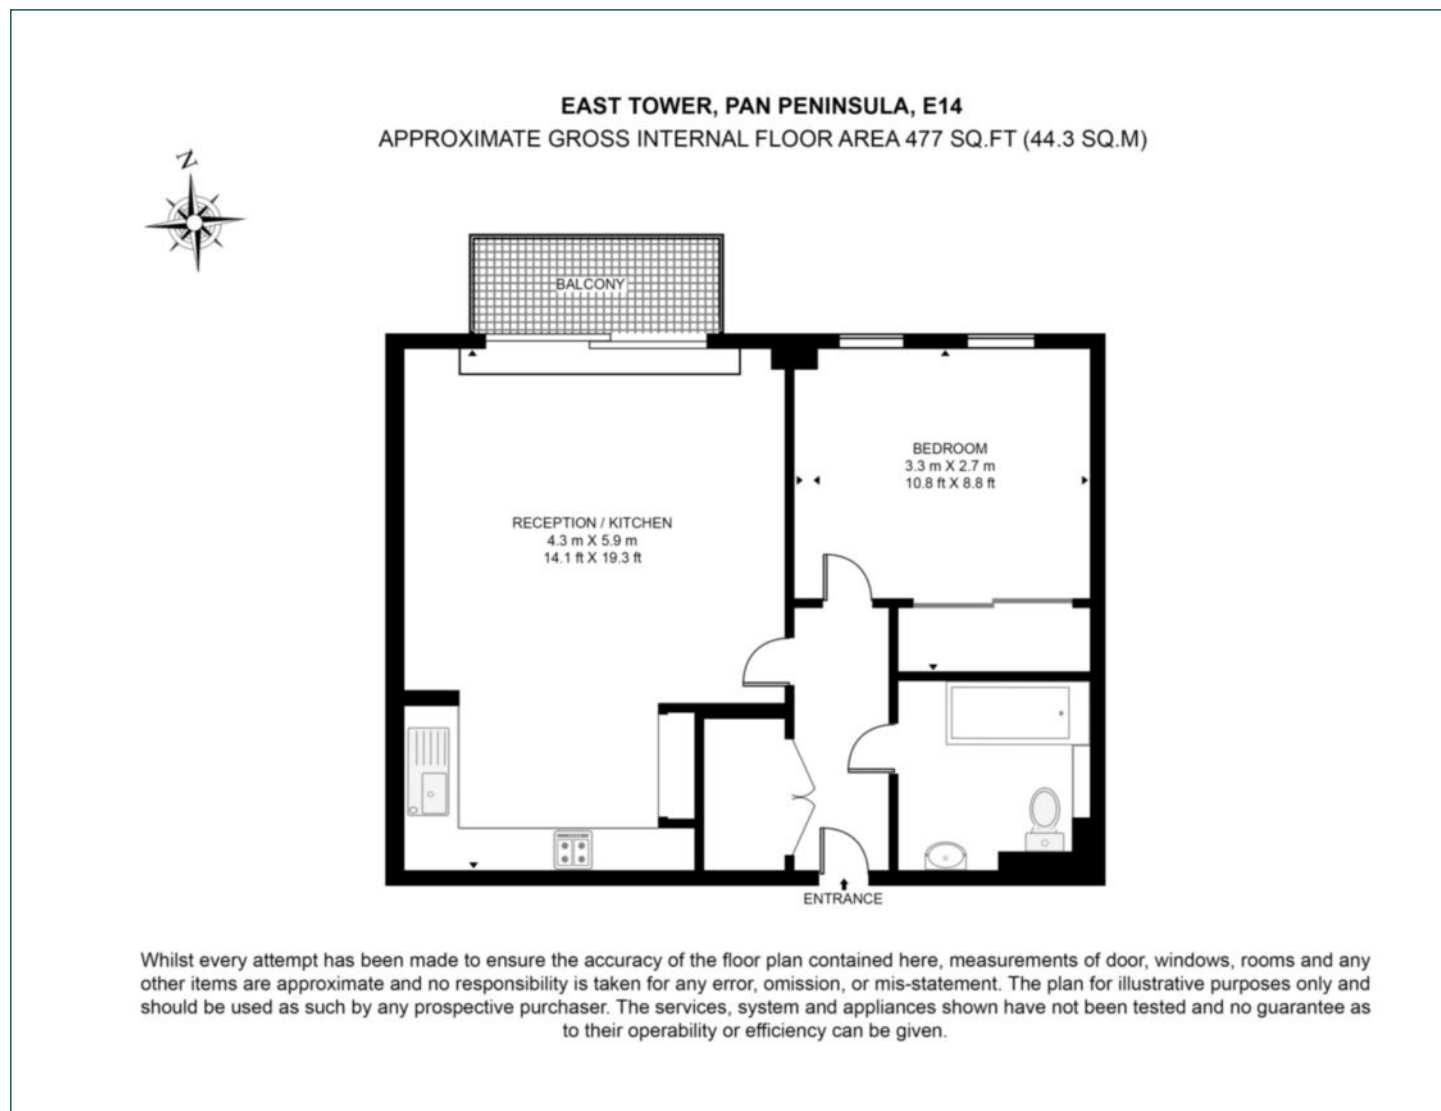 EAST TOWER, PAN PENINSULA, E14
APPROXIMATE GROSS INTERNAL FLOOR AREA 477 SQ.FT (44.3 SQ.M)
N
BALCONY
BEDROOM
3.3 m X 2.7 m
10.8 ft X 8.8 ft
RECEPTION / KITCHEN
4.3 m X 5.9 m
14.1 ft X 19.3 ft
ENTRANCE
Whilst every attempt has been made to ensure the accuracy of the floor plan contained here, measurements of door, windows, rooms and any
other items are approximate and no responsibility is taken for any error, omission, or mis-statement. The plan for illustrative purposes only and
should be used as such by any prospective purchaser. The services, system and appliances shown have not been tested and no guarantee as
to their operability or efficiency can be given.